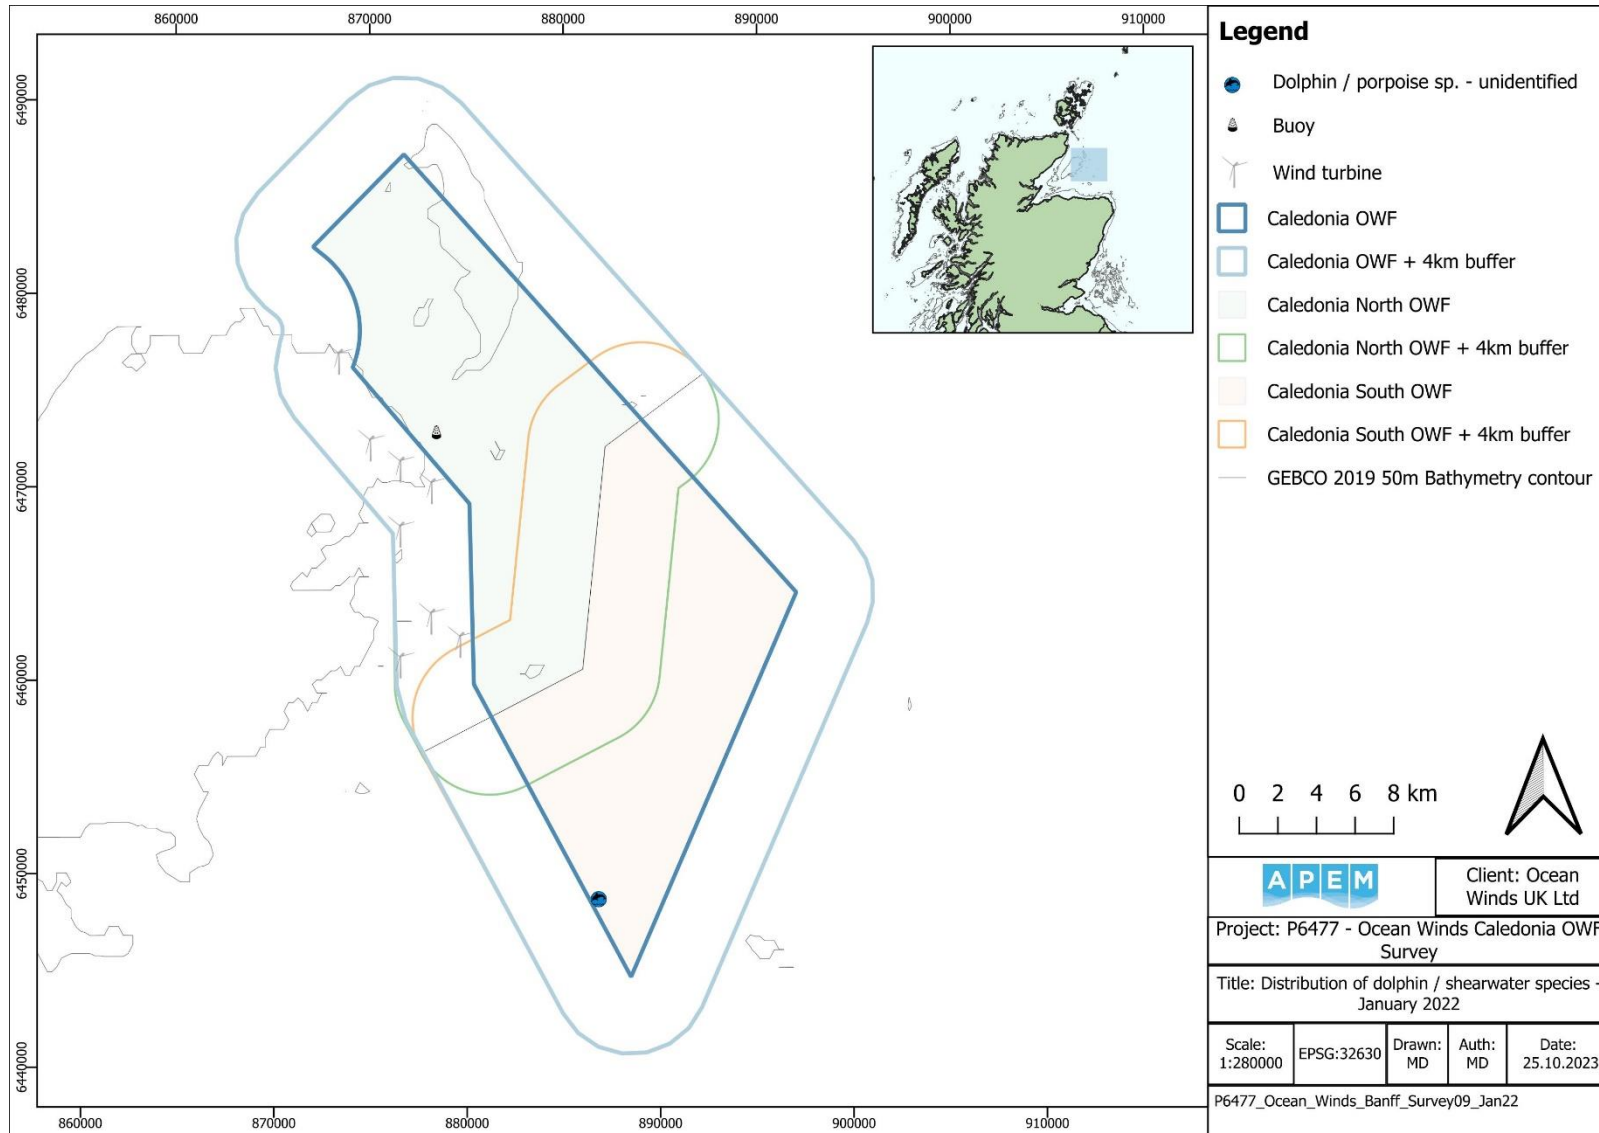 860000 870000 880000 890000 900000 910000
6490000
6480000
6470000
6460000
6450000
6440000
860000 870000 880000 890000 900000 910000
Legend
Dolphin / porpoise sp. - unidentified
Buoy
Wind turbine
Caledonia OWF
Caledonia OWF + 4km buffer
Caledonia North OWF
Caledonia North OWF + 4km buffer
Caledonia South OWF
Caledonia South OWF + 4km buffer
GEBCO 2019 50m Bathymetry contour
0 2 4 6 8 km
APEM
Client: Ocean
Winds UK Ltd
Project: P6477 - Ocean Winds Caledonia OWF
Survey
Title: Distribution of dolphin / shearwater species -
January 2022
Scale:
1:280000
EPSG:32630
Drawn:
MD
Auth:
MD
Date:
25.10.2023
P6477_Ocean_Winds_Banff_Survey09_Jan22